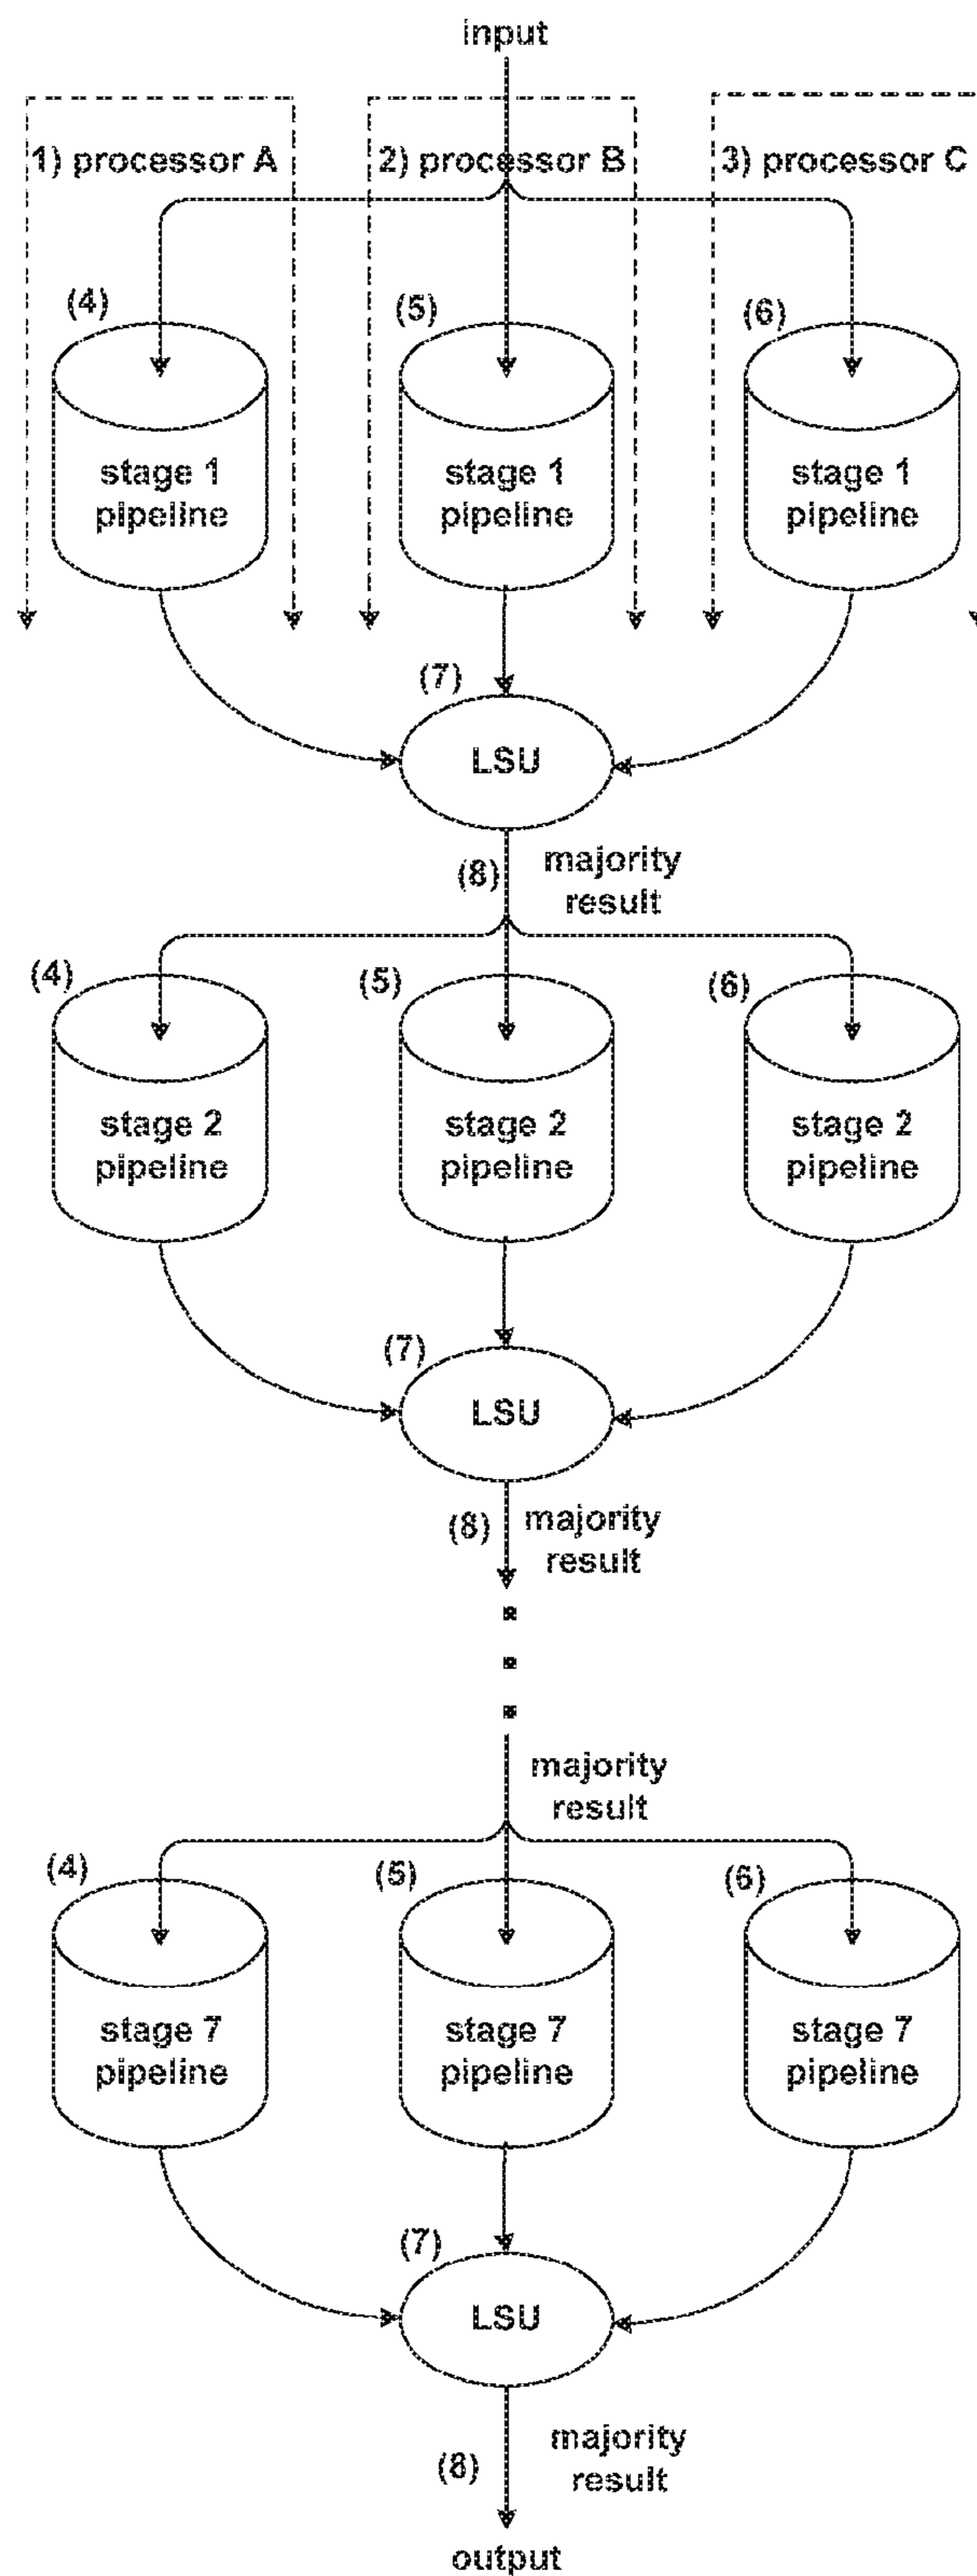 input
1) processor A
2) processor B
3) processor C
(4)
(5)
(6)
stage 1
pipeline
stage 1
pipeline
stage 1
pipeline
(7)
LSU
(8)
majority
result
(4)
(5)
(6)
stage 2
pipeline
stage 2
pipeline
stage 2
pipeline
(7)
LSU
(8)
majority
result
majority
result
(4)
(5)
(6)
stage 7
pipeline
stage 7
pipeline
stage 7
pipeline
(7)
LSU
(8)
majority
result
output